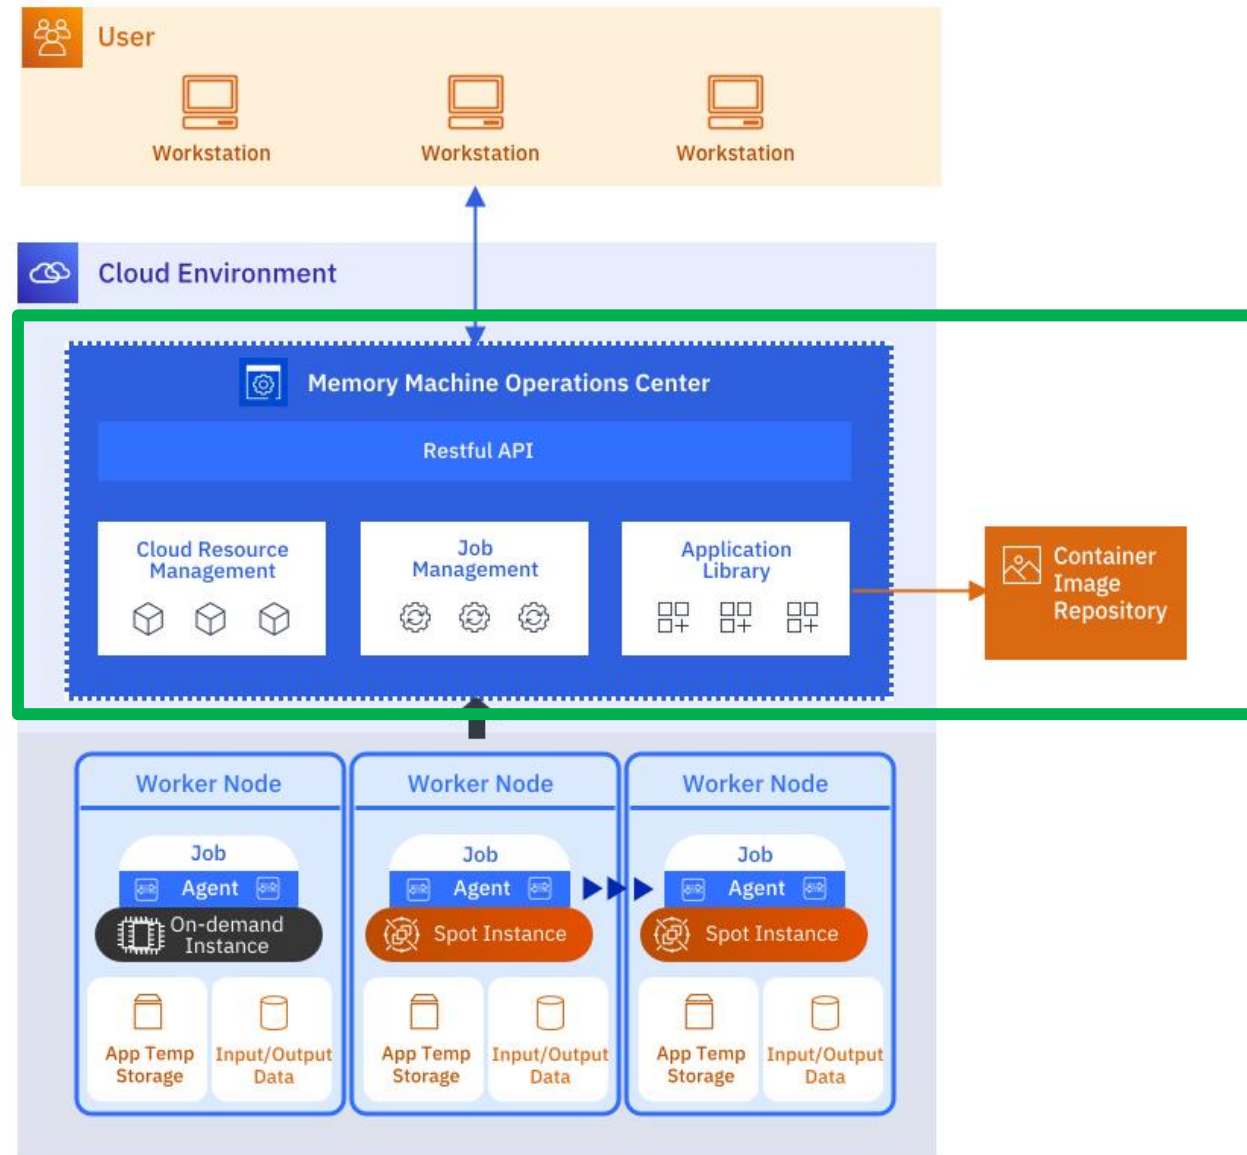 User
Workstation
Workstation
Workstation
Cloud Environment
Memory Machine Operations Center
Restful API
Cloud Resource
Management
Job
Management
Application
Library
Container
Image
Repository
Worker Node
Job
Agent
On-demand
Instance
App Temp
Storage
Input/Output
Data
Worker Node
Job
Agent
Spot Instance
App Temp
Storage
Input/Output
Data
Worker Node
Job
Agent
Spot Instance
App Temp
Storage
Input/Output
Data